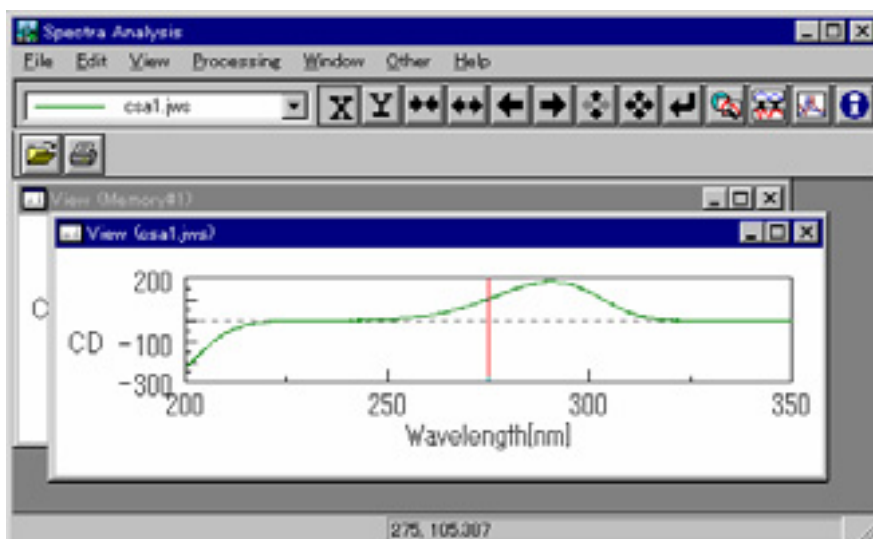 Spectra Analysis
File Edit View Processing Window Other Help
csa1.jws X Y
View (Memory#1)
View (csa1.jws)
200
C
CD -100
-300
200 250 300 350
Wavelength[nm]
275, 105.387